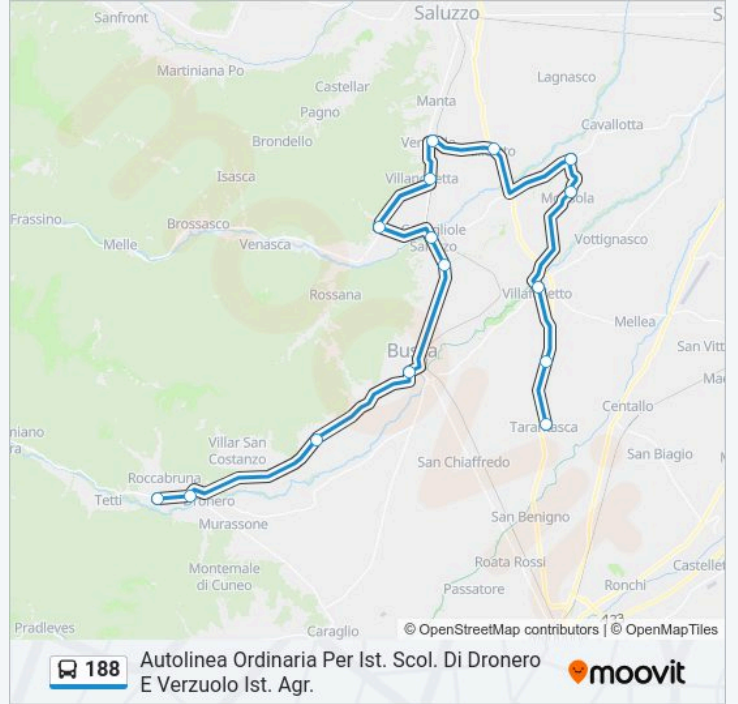 Saluzzo
Sanfront
Martiniana Po
Lagnasco
Castellar
Manta
Pagno
Cavallotta
Brondello
Isasca
Frassino
Brossasco
Melle
Venasca
Vottignasco
Rossana
Mellea
San Vitt
Centallo
Villar San
Costanzo
San Biagio
San Chiaffredo
Roccabruna
Tetti
Dronero
San Benigno
Murassone
Roata Rossi
Montemale
di Cuneo
Castellet
Ronchi
Passatore
Pradleves
Caraglio
© OpenStreetMap contributors | © OpenMapTiles
188
Autolinea Ordinaria Per Ist. Scol. Di Dronero
E Verzuolo Ist. Agr.
moovit